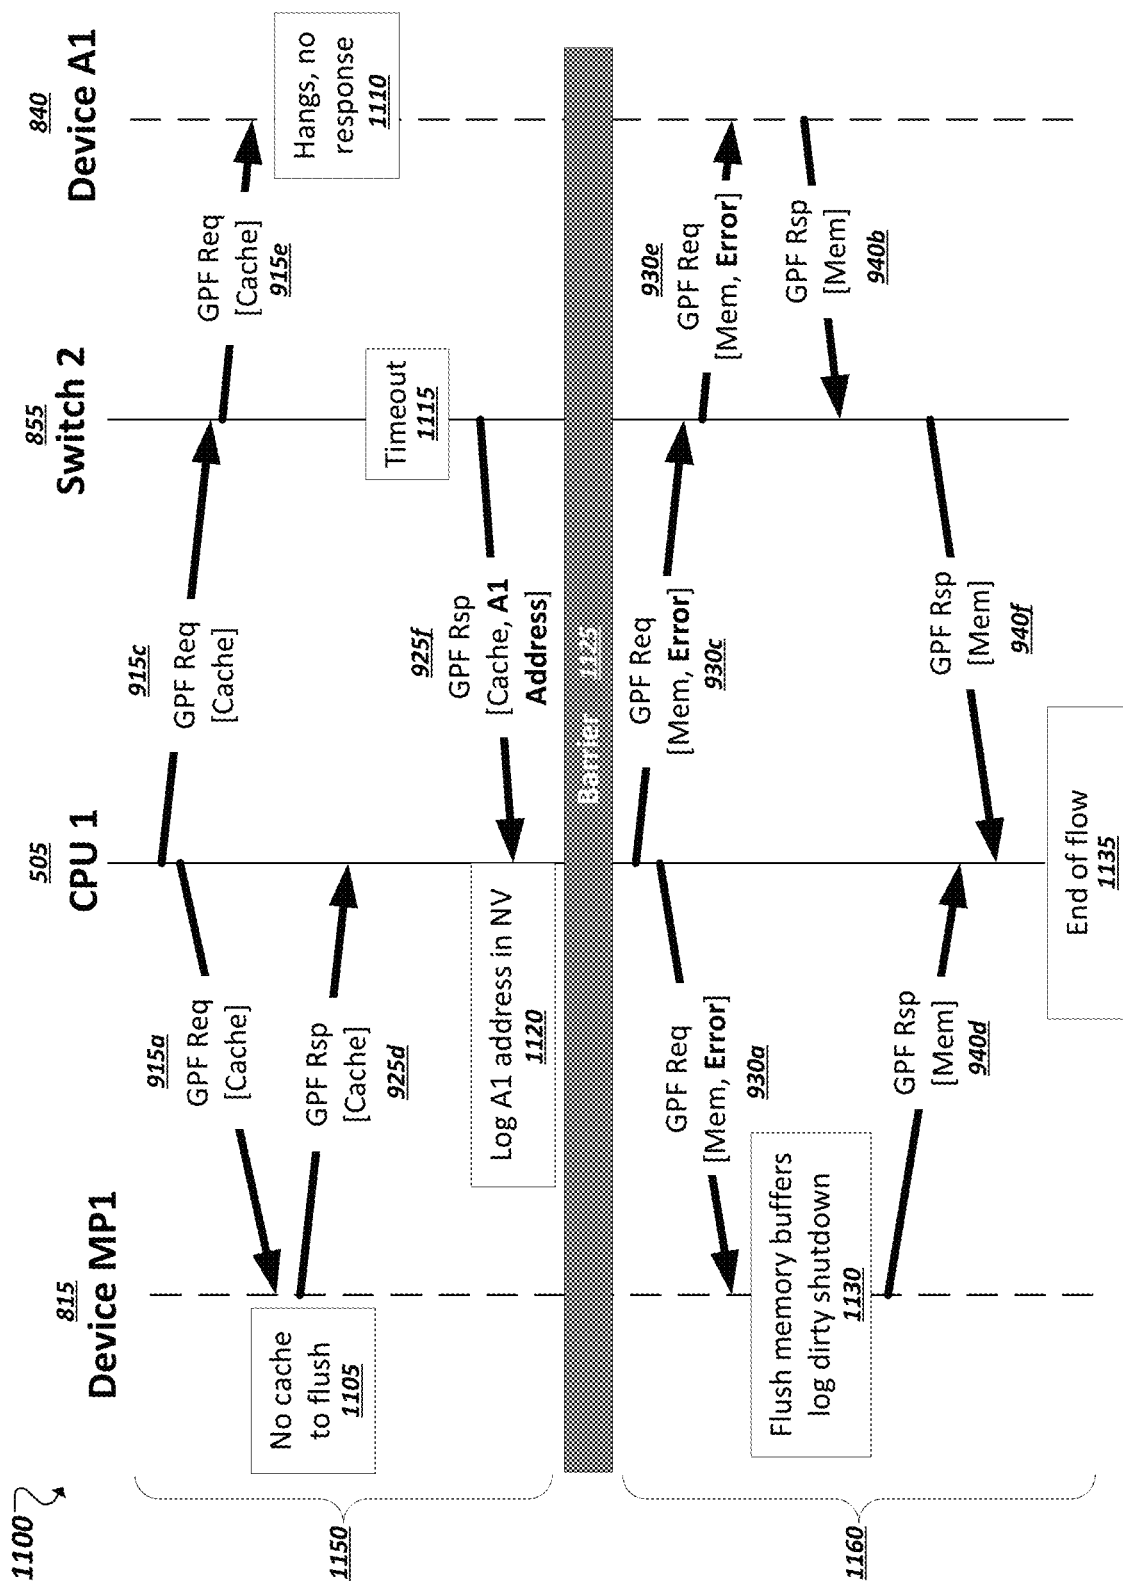 1100
815
Device MP1
505
CPU 1
855
Switch 2
840
Device A1
1150
915a
GPF Req
[Cache]
915c
GPF Req
[Cache]
GPF Req
[Cache]
915e
No cache
to flush
1105
GPF Rsp
[Cache]
925d
Hangs, no
response
1110
Timeout
1115
925f
GPF Rsp
[Cache, A1
Address]
Log A1 address in NV
1120
Barrier 1125
1160
GPF Req
[Mem, Error]
930a
GPF Req
[Mem, Error]
930c
930e
GPF Req
[Mem, Error]
Flush memory buffers
log dirty shutdown
1130
GPF Rsp
[Mem]
940b
GPF Rsp
[Mem]
940d
GPF Rsp
[Mem]
940f
End of flow
1135